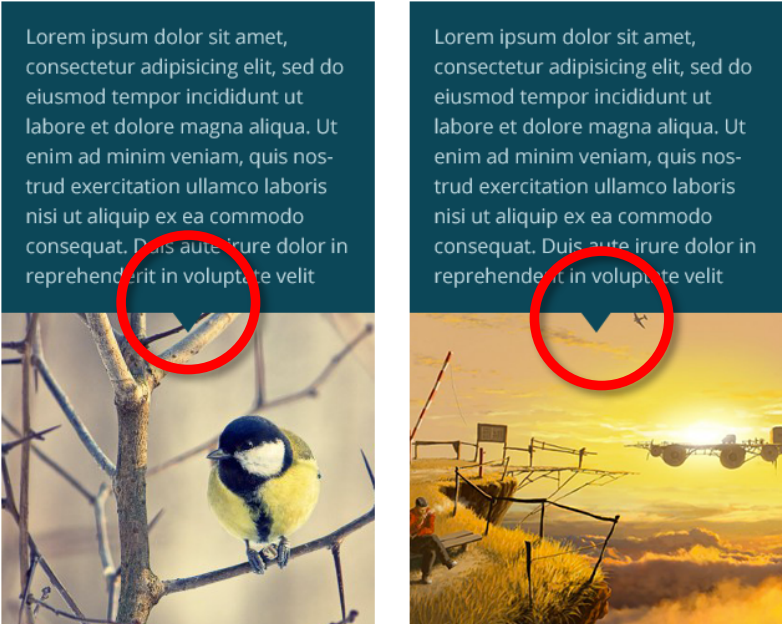 Lorem ipsum dolor sit amet,
consectetur adipisicing elit, sed do
eiusmod tempor incididunt ut
labore et dolore magna aliqua. Ut
enim ad minim veniam, quis nos-
trud exercitation ullamco laboris
nisi ut aliquip ex ea commodo
consequat. Duis aute irure dolor in
reprehenderit in voluptate velit
Lorem ipsum dolor sit amet,
consectetur adipisicing elit, sed do
eiusmod tempor incididunt ut
labore et dolore magna aliqua. Ut
enim ad minim veniam, quis nos-
trud exercitation ullamco laboris
nisi ut aliquip ex ea commodo
consequat. Duis aute irure dolor in
reprehenderit in voluptate velit